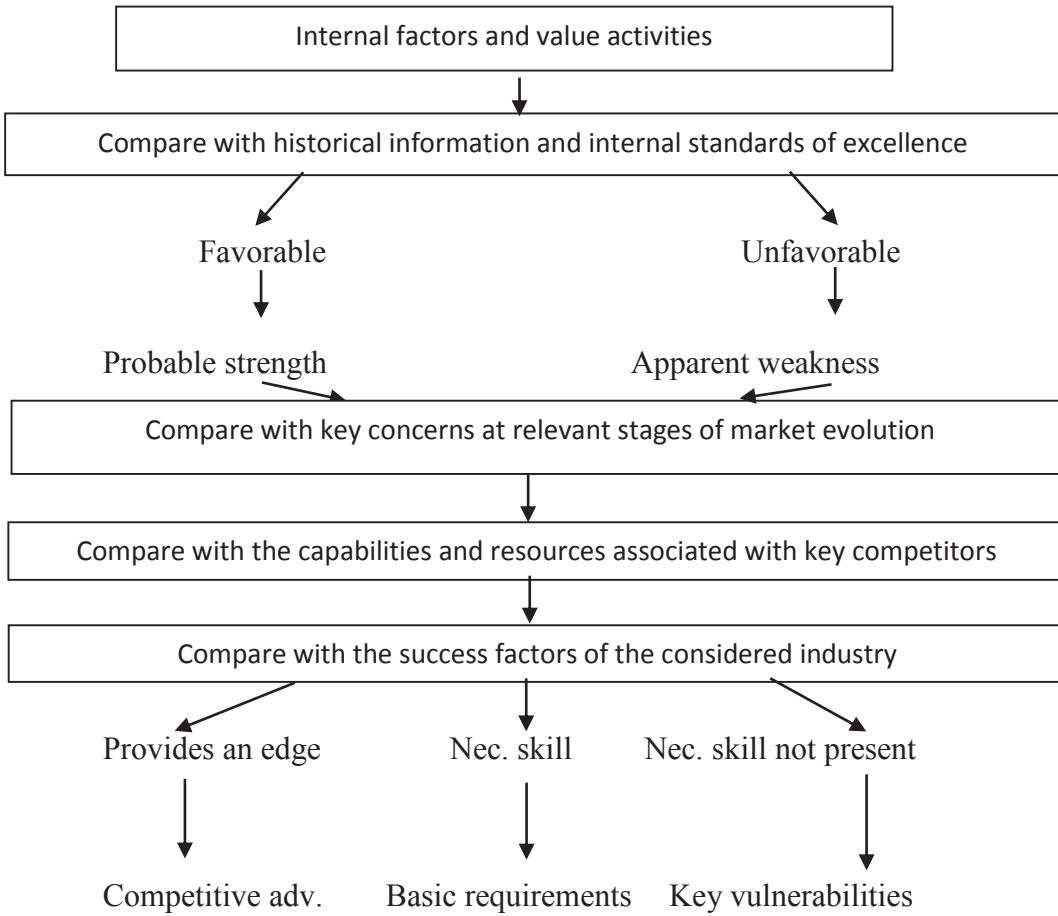 Internal factors and value activities
Compare with historical information and internal standards of excellence
Favorable
Unfavorable
Probable strength
Apparent weakness
Compare with key concerns at relevant stages of market evolution
Compare with the capabilities and resources associated with key competitors
Compare with the success factors of the considered industry
Provides an edge
Nec. skill
Nec. skill not present
Competitive adv.
Basic requirements
Key vulnerabilities